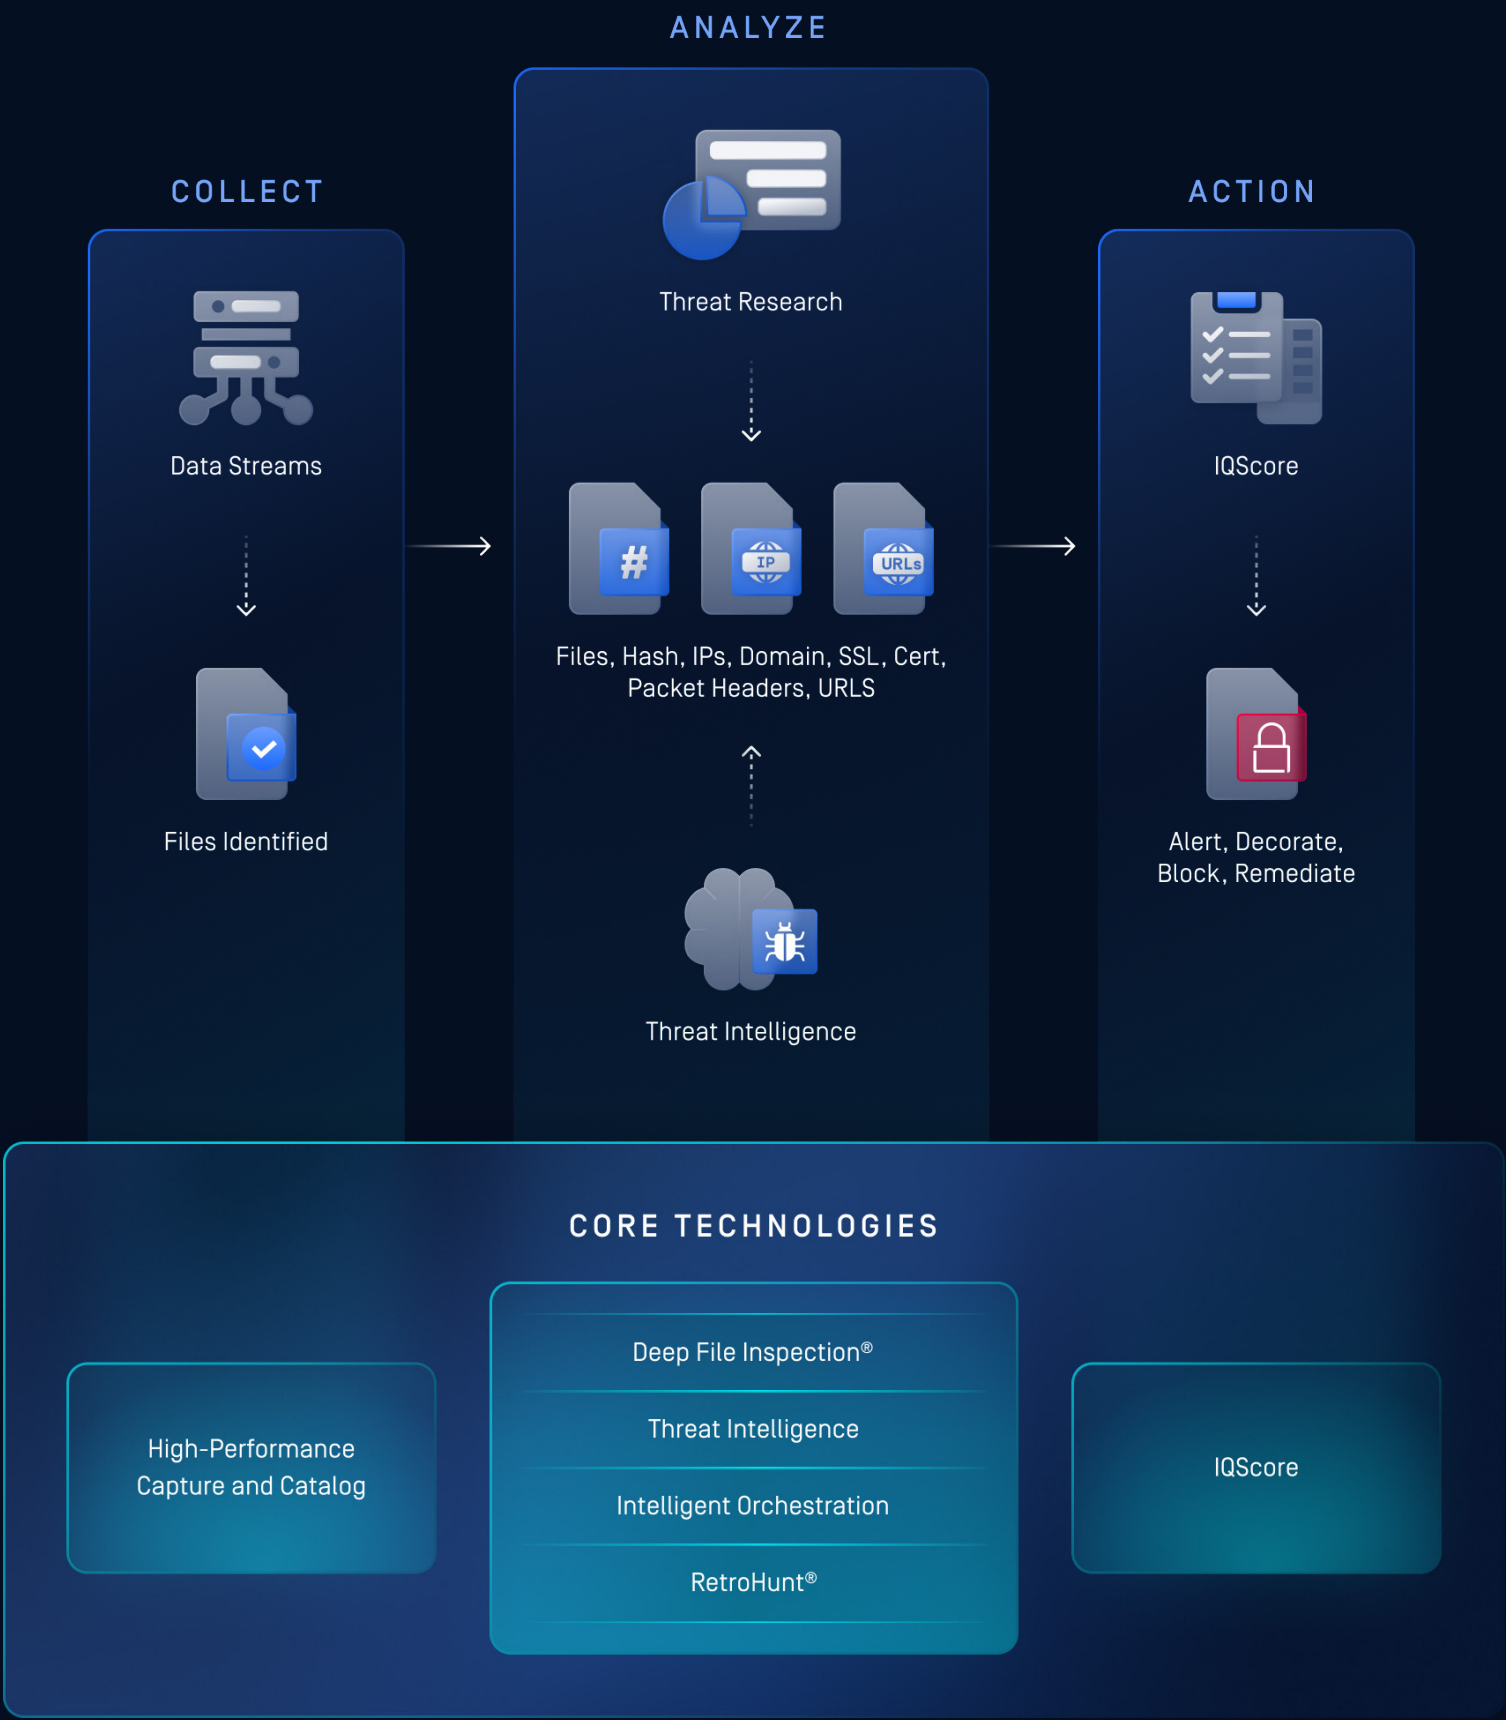 ANALYZE
COLLECT
ACTION
Threat Research
Data Streams
IQScore
#
IP
URLs
Files, Hash, IPs, Domain, SSL, Cert,
Packet Headers, URLS
Files Identified
Alert, Decorate,
Block, Remediate
Threat Intelligence
CORE TECHNOLOGIES
High-Performance
Capture and Catalog
Deep File Inspection®
Threat Intelligence
Intelligent Orchestration
RetroHunt®
IQScore